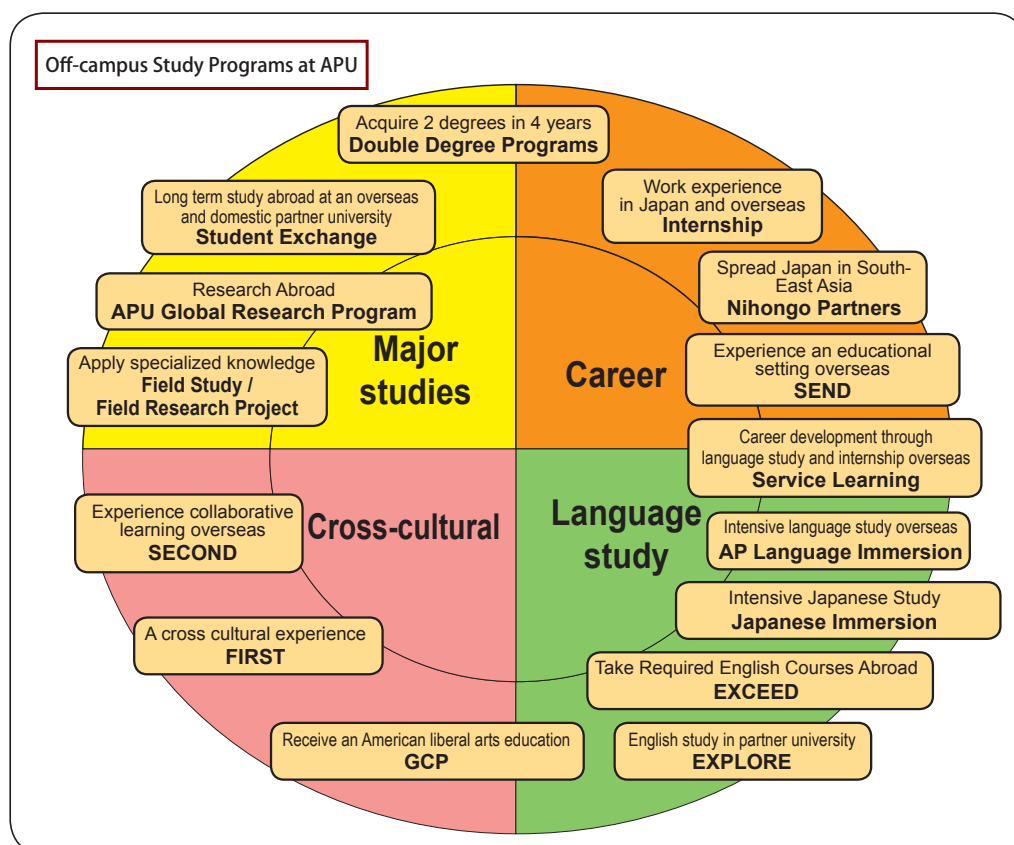 Off-campus Study Programs at APU
Acquire 2 degrees in 4 years
Double Degree Programs
Long term study abroad at an overseas
and domestic partner university
Student Exchange
Work experience
in Japan and overseas
Internship
Research Abroad
APU Global Research Program
Spread Japan in South-
East Asia
Nihongo Partners
Apply specialized knowledge
Field Study /
Field Research Project
Major
studies
Career
Experience an educational
setting overseas
SEND
Career development through
language study and internship overseas
Service Learning
Experience collaborative
learning overseas
SECOND
Cross-cultural
Language
study
Intensive language study overseas
AP Language Immersion
Intensive Japanese Study
Japanese Immersion
A cross cultural experience
FIRST
Take Required English Courses Abroad
EXCEED
Receive an American liberal arts education
GCP
English study in partner university
EXPLORE